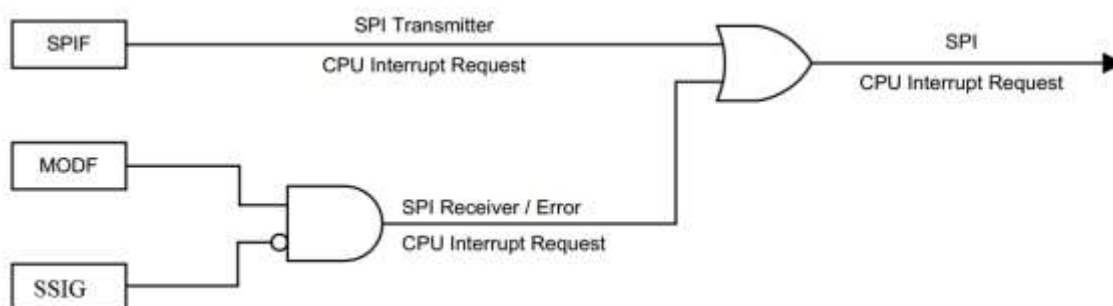 SPIF
SPI Transmitter
CPU Interrupt Request
SPI
CPU Interrupt Request
MODF
SPI Receiver / Error
CPU Interrupt Request
SSIG